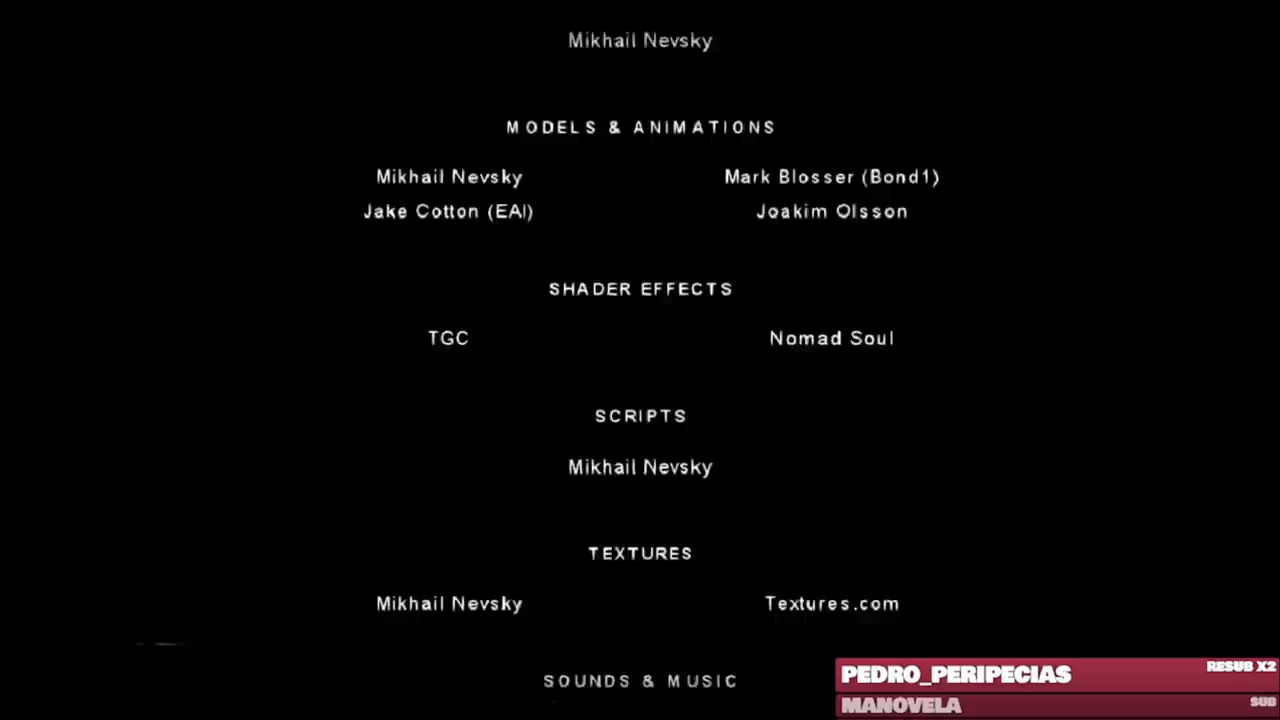 Mikhail Nevsky
MODELS & ANIMATIONS
Mikhail Nevsky Mark Blosser (Bond1)
Jake Cotton (EAI) Joakim Olsson
SHADER EFFECTS
TGC Nomad Soul
SCRIPTS
Mikhail Nevsky
TEXTURES
Mikhail Nevsky Textures.com
SOUNDS & MUSIC
PEDRO_PERIPECIAS RESUB X2
MANOVELA SUB